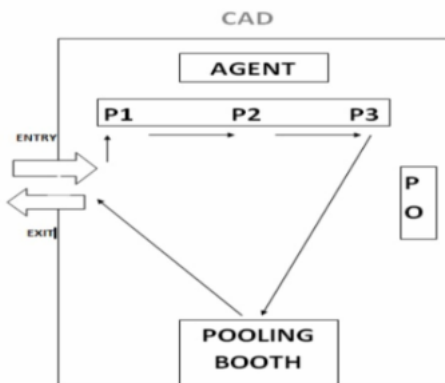 CAD
AGENT
P1 P2 P3
ENTRY
P
O
EXIT
POOLING
BOOTH